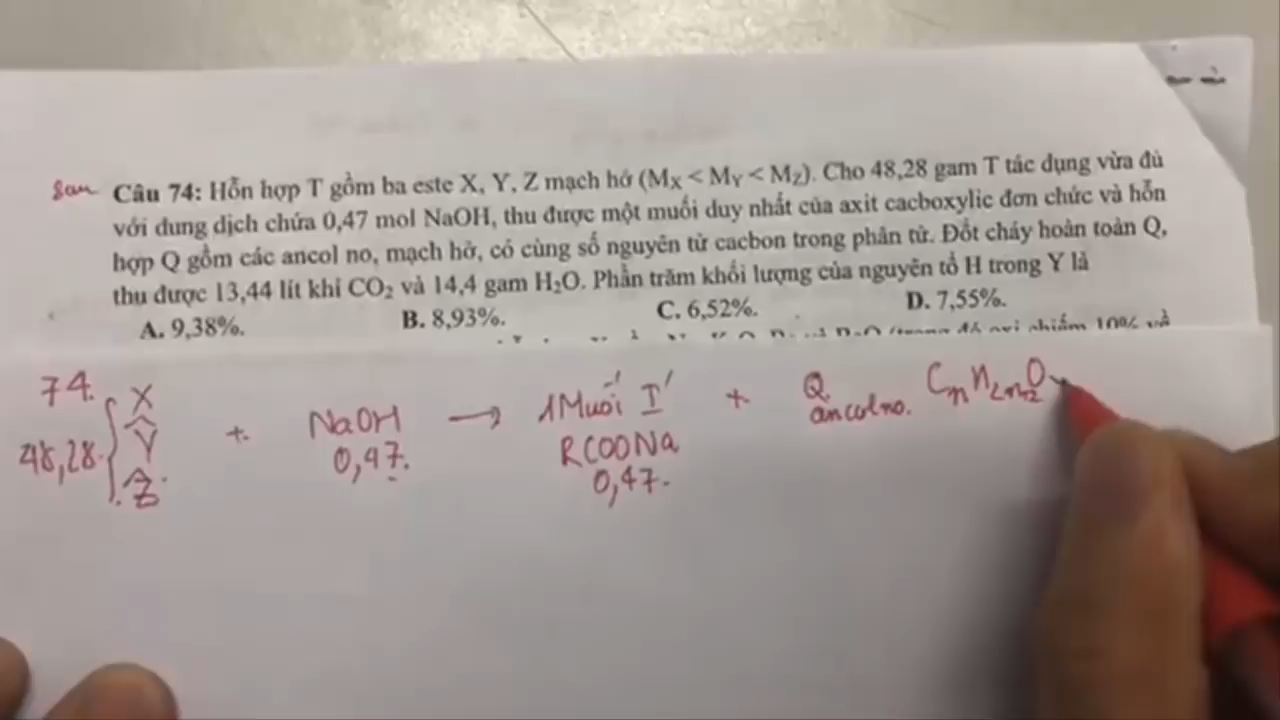 san Câu 74: Hỗn hợp T gồm ba este X, Y, Z mạch hở (M_X < M_Y < M_Z). Cho 48,28 gam T tác dụng vừa đủ
với dung dịch chứa 0,47 mol NaOH, thu được một muối duy nhất của axit cacboxylic đơn chức và hỗn
hợp Q gồm các ancol no, mạch hở, có cùng số nguyên tử cacbon trong phân tử. Đốt cháy hoàn toàn Q,
thu được 13,44 lít khí CO₂ và 14,4 gam H₂O. Phần trăm khối lượng của nguyên tố H trong Y là
A. 9,38%. B. 8,93%. C. 6,52%. D. 7,55%.
74.
48,28. { X Y Z + NaOH → 1 Muối I' + Q CnH2n+2O
ancol no.
0,47. RCOONa
0,47.